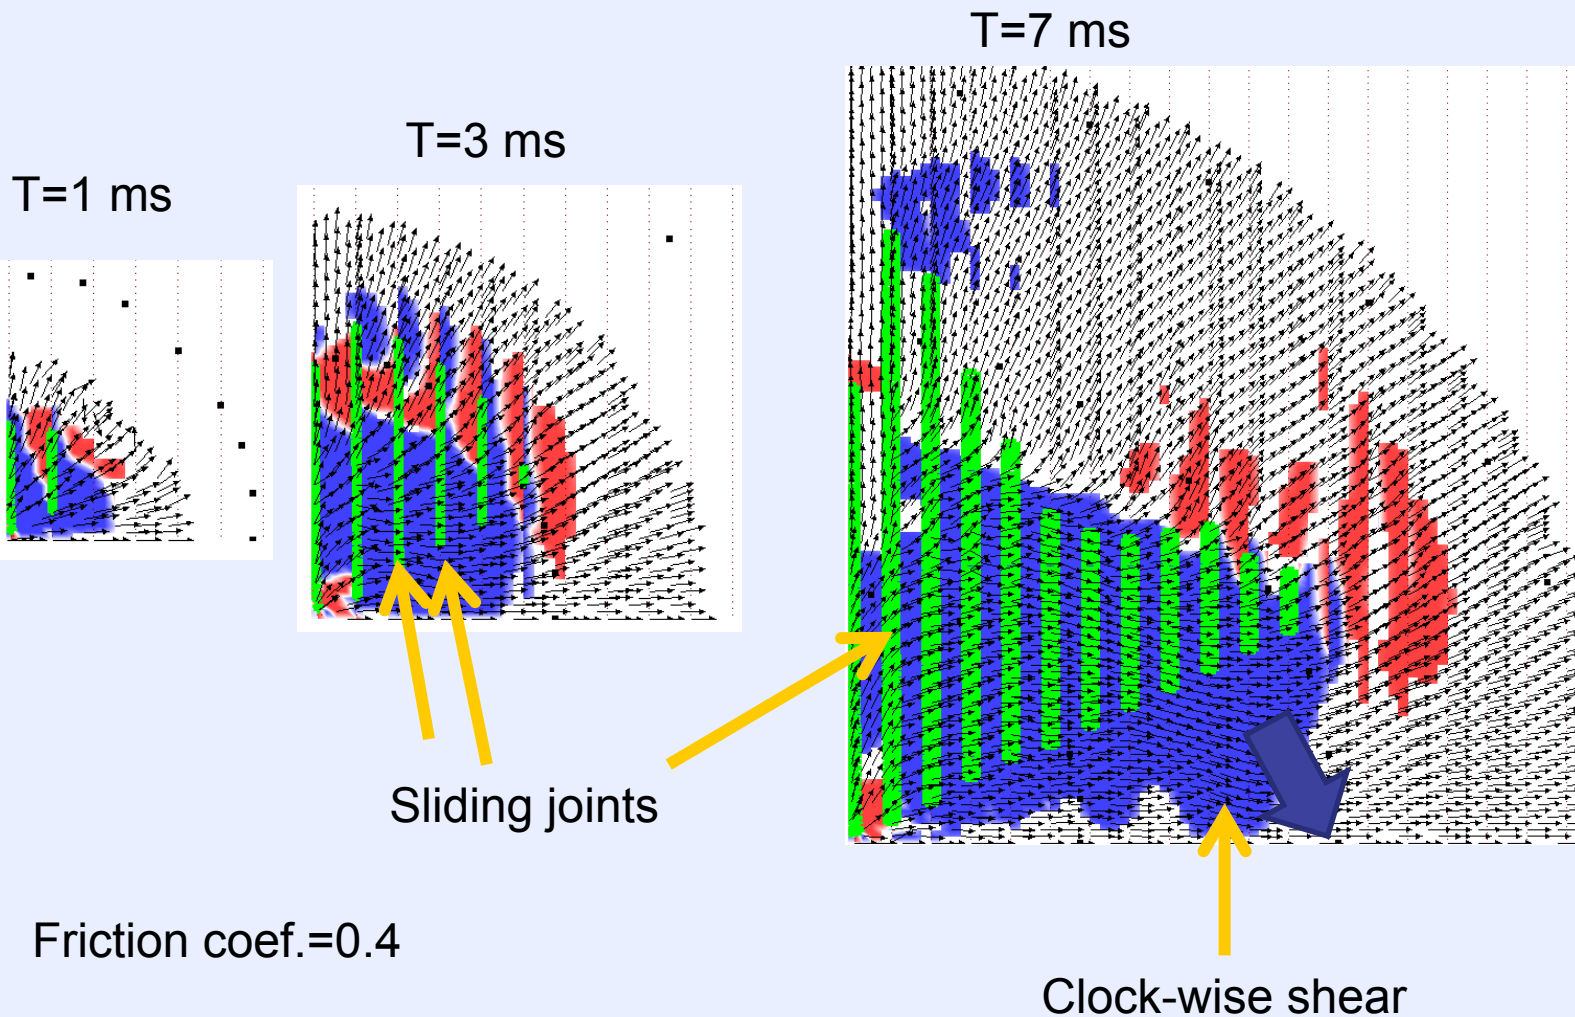 T=7 ms
T=3 ms
T=1 ms
Sliding joints
Friction coef.=0.4
Clock-wise shear